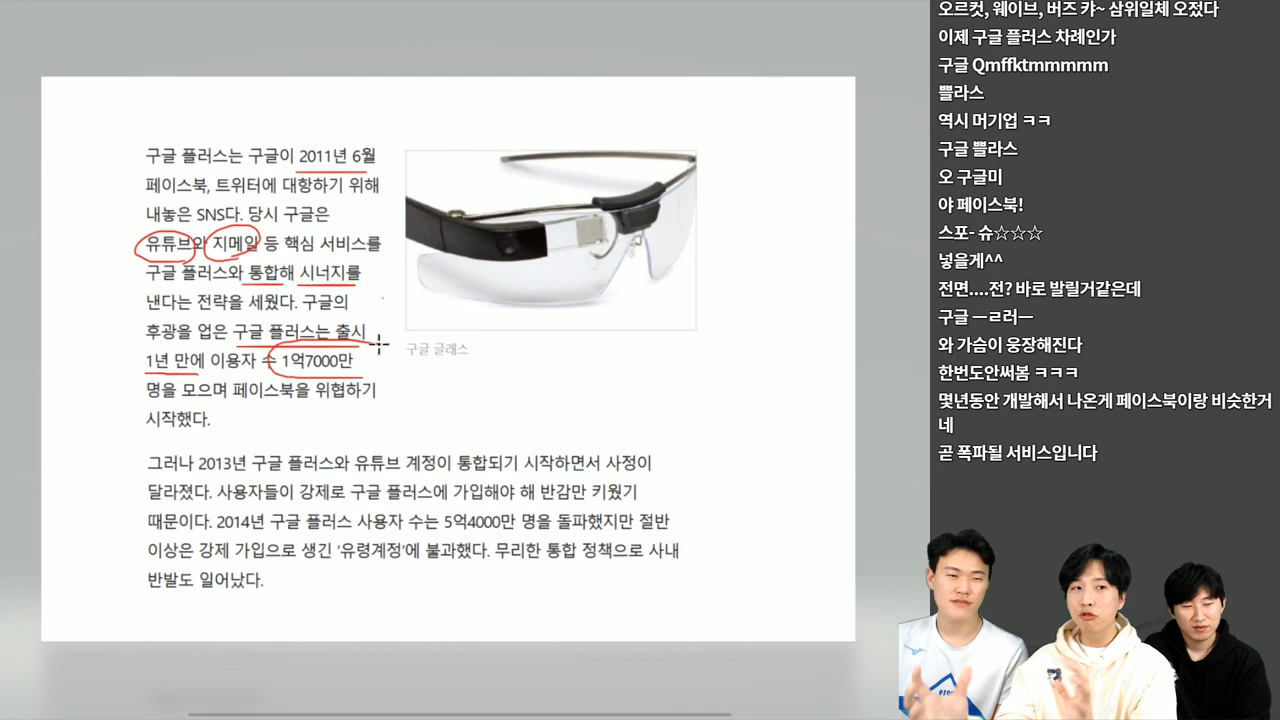 구글 플러스는 구글이 2011년 6월
페이스북, 트위터에 대항하기 위해
내놓은 SNS다. 당시 구글은
유튜브와 지메일 등 핵심 서비스를
구글 플러스와 통합해 시너지를
낸다는 전략을 세웠다. 구글의
후광을 업은 구글 플러스는 출시
1년 만에 이용자 수 1억7000만
명을 모으며 페이스북을 위협하기
시작했다.
구글 글래스
그러나 2013년 구글 플러스와 유튜브 계정이 통합되기 시작하면서 사정이
달라졌다. 사용자들이 강제로 구글 플러스에 가입해야 해 반감만 키웠기
때문이다. 2014년 구글 플러스 사용자 수는 5억4000만 명을 돌파했지만 절반
이상은 강제 가입으로 생긴 ‘유령계정’에 불과했다. 무리한 통합 정책으로 사내
반발도 일어났다.
오르컷, 웨이브, 버즈 캬~ 삼위일체 오졌다
이제 구글 플러스 차례인가
구글 Qmffktmmmmm
쁠라스
역시 머기업 ㅋㅋ
구글 쁠라스
오 구글미
야 페이스북!
스포- 슈☆☆☆
넣을게^^
전면....전? 바로 발릴거같은데
구글 ㅡㄹ러ㅡ
와 가슴이 웅장해진다
한번도안써봄 ㅋㅋㅋ
몇년동안 개발해서 나온게 페이스북이랑 비슷한거
네
곧 폭파될 서비스입니다